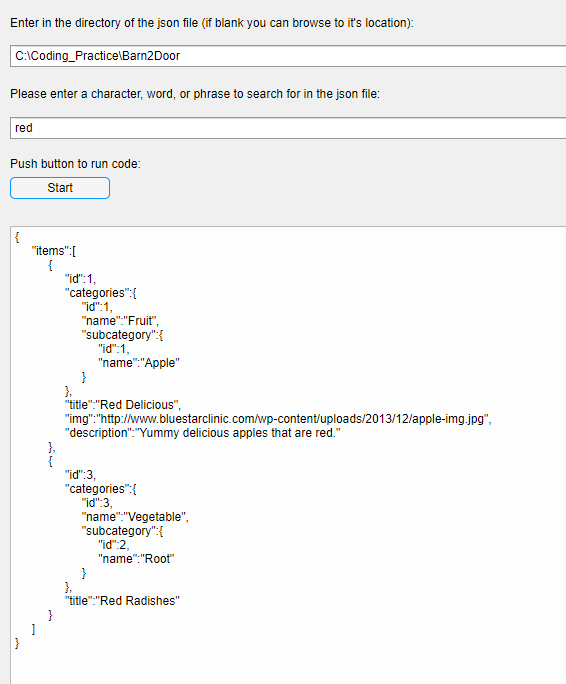 Enter in the directory of the json file (if blank you can browse to it's location):
C:\Coding_Practice\Barn2Door
Please enter a character, word, or phrase to search for in the json file:
red
Push button to run code:
Start
{
"items":[
{
"id":1,
"categories":{
"id":1,
"name":"Fruit",
"subcategory":{
"id":1,
"name":"Apple"
}
},
"title":"Red Delicious",
"img":"http://www.bluestarclinic.com/wp-content/uploads/2013/12/apple-img.jpg",
"description":"Yummy delicious apples that are red."
},
{
"id":3,
"categories":{
"id":3,
"name":"Vegetable",
"subcategory":{
"id":2,
"name":"Root"
}
},
"title":"Red Radishes"
}
]
}